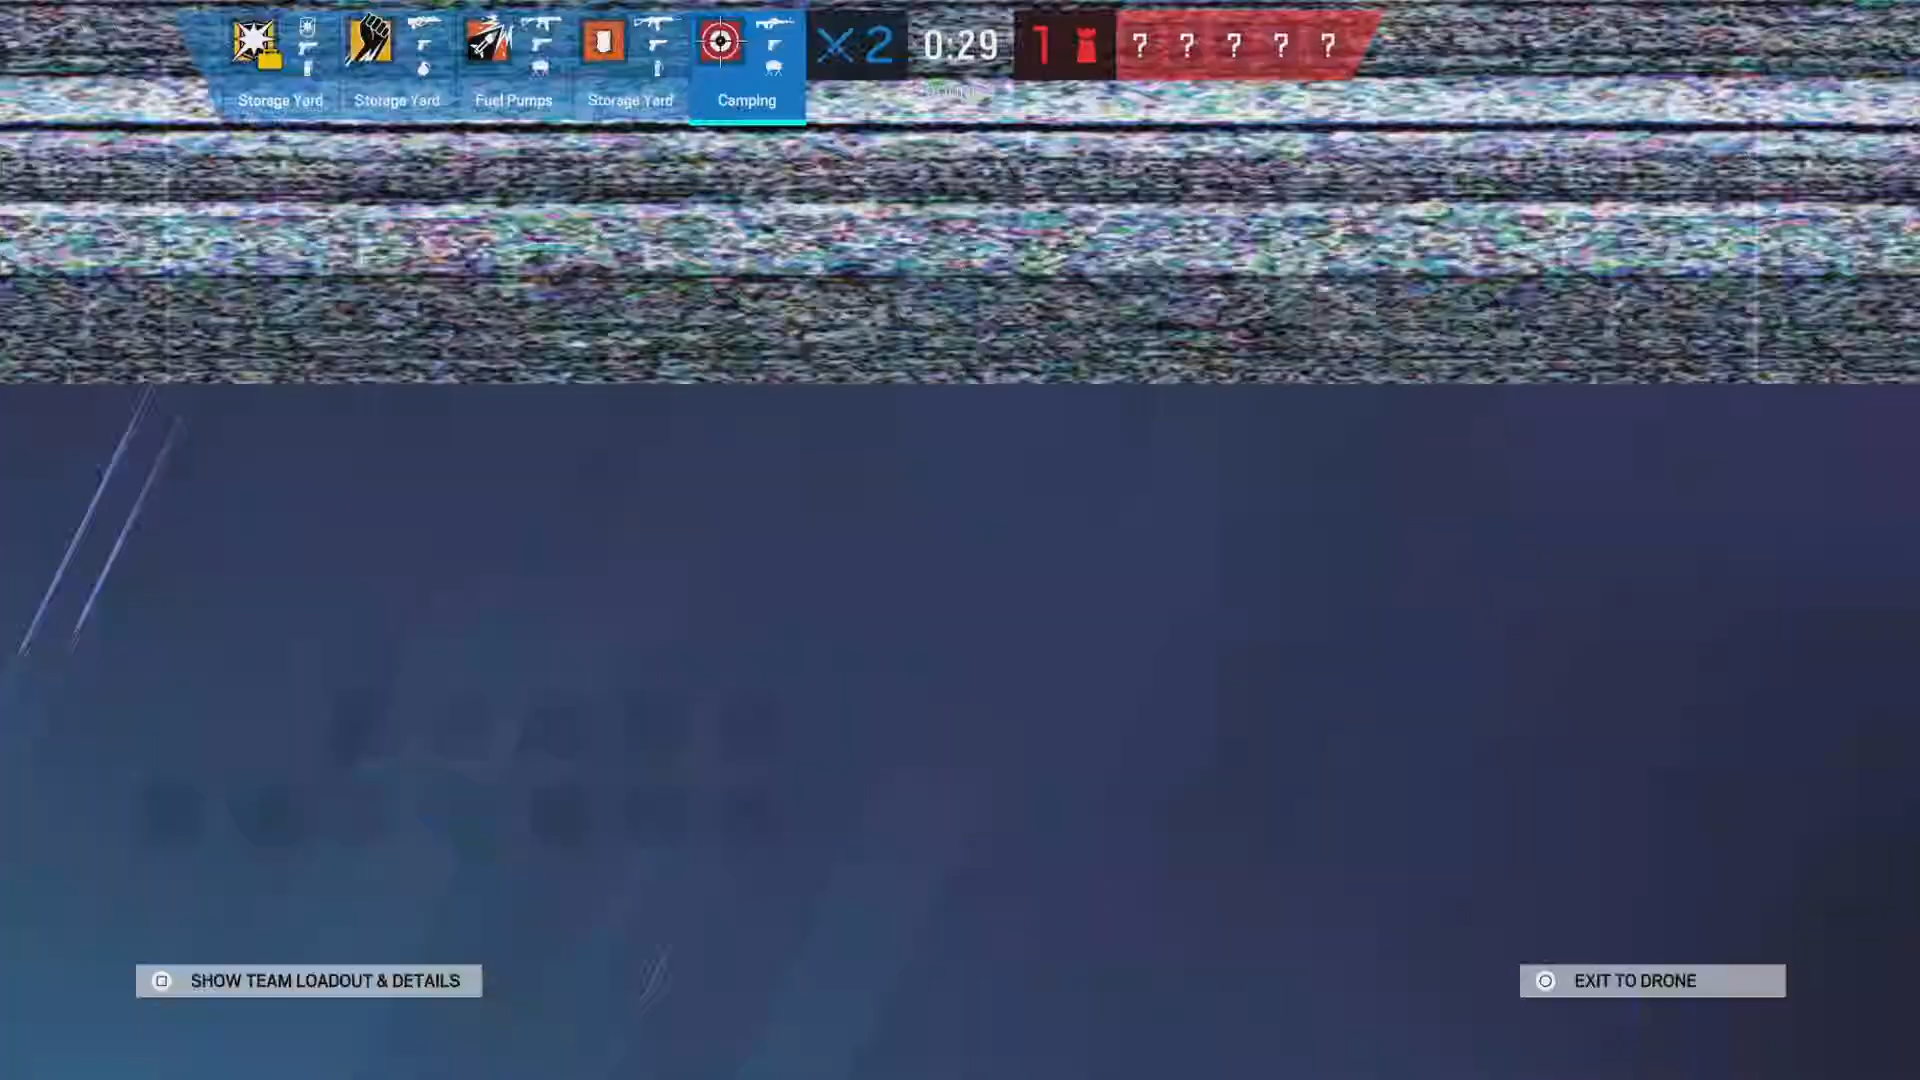 2 0:29 1 ? ? ? ? ?
Storage Yard Storage Yard Fuel Pumps Storage Yard Camping
SHOW TEAM LOADOUT & DETAILS
EXIT TO DRONE